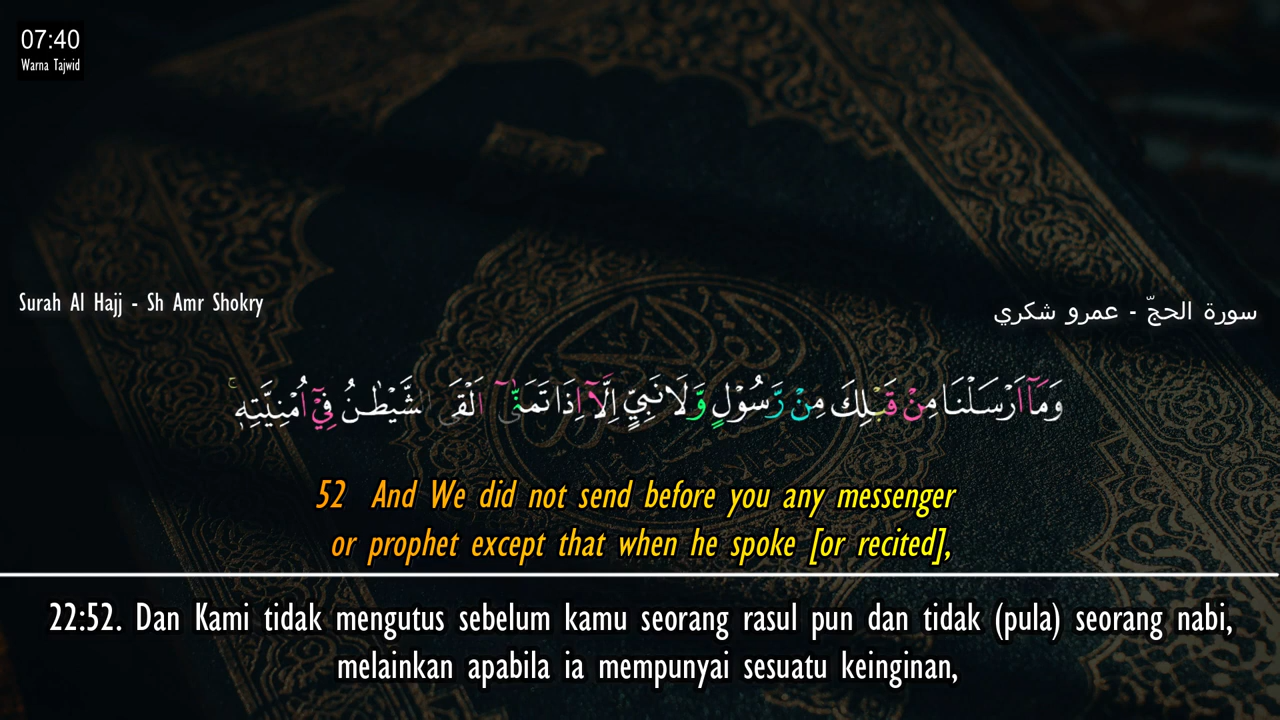 07:40
Warna Tajwid
Surah Al Hajj - Sh Amr Shokry
سورة الحجّ - عمرو شكري
وَمَآ اَرْسَلْنَا مِنْ قَبْلِكَ مِنْ رَّسُوْلٍ وَّلَا نَبِيٍّ اِلَّآ اِذَا تَمَنّٰىٓ اَلْقَى الشَّيْطٰنُ فِيْٓ اُمْنِيَّتِهٖۚ
52 And We did not send before you any messenger
or prophet except that when he spoke [or recited],
22:52. Dan Kami tidak mengutus sebelum kamu seorang rasul pun dan tidak (pula) seorang nabi,
melainkan apabila ia mempunyai sesuatu keinginan,